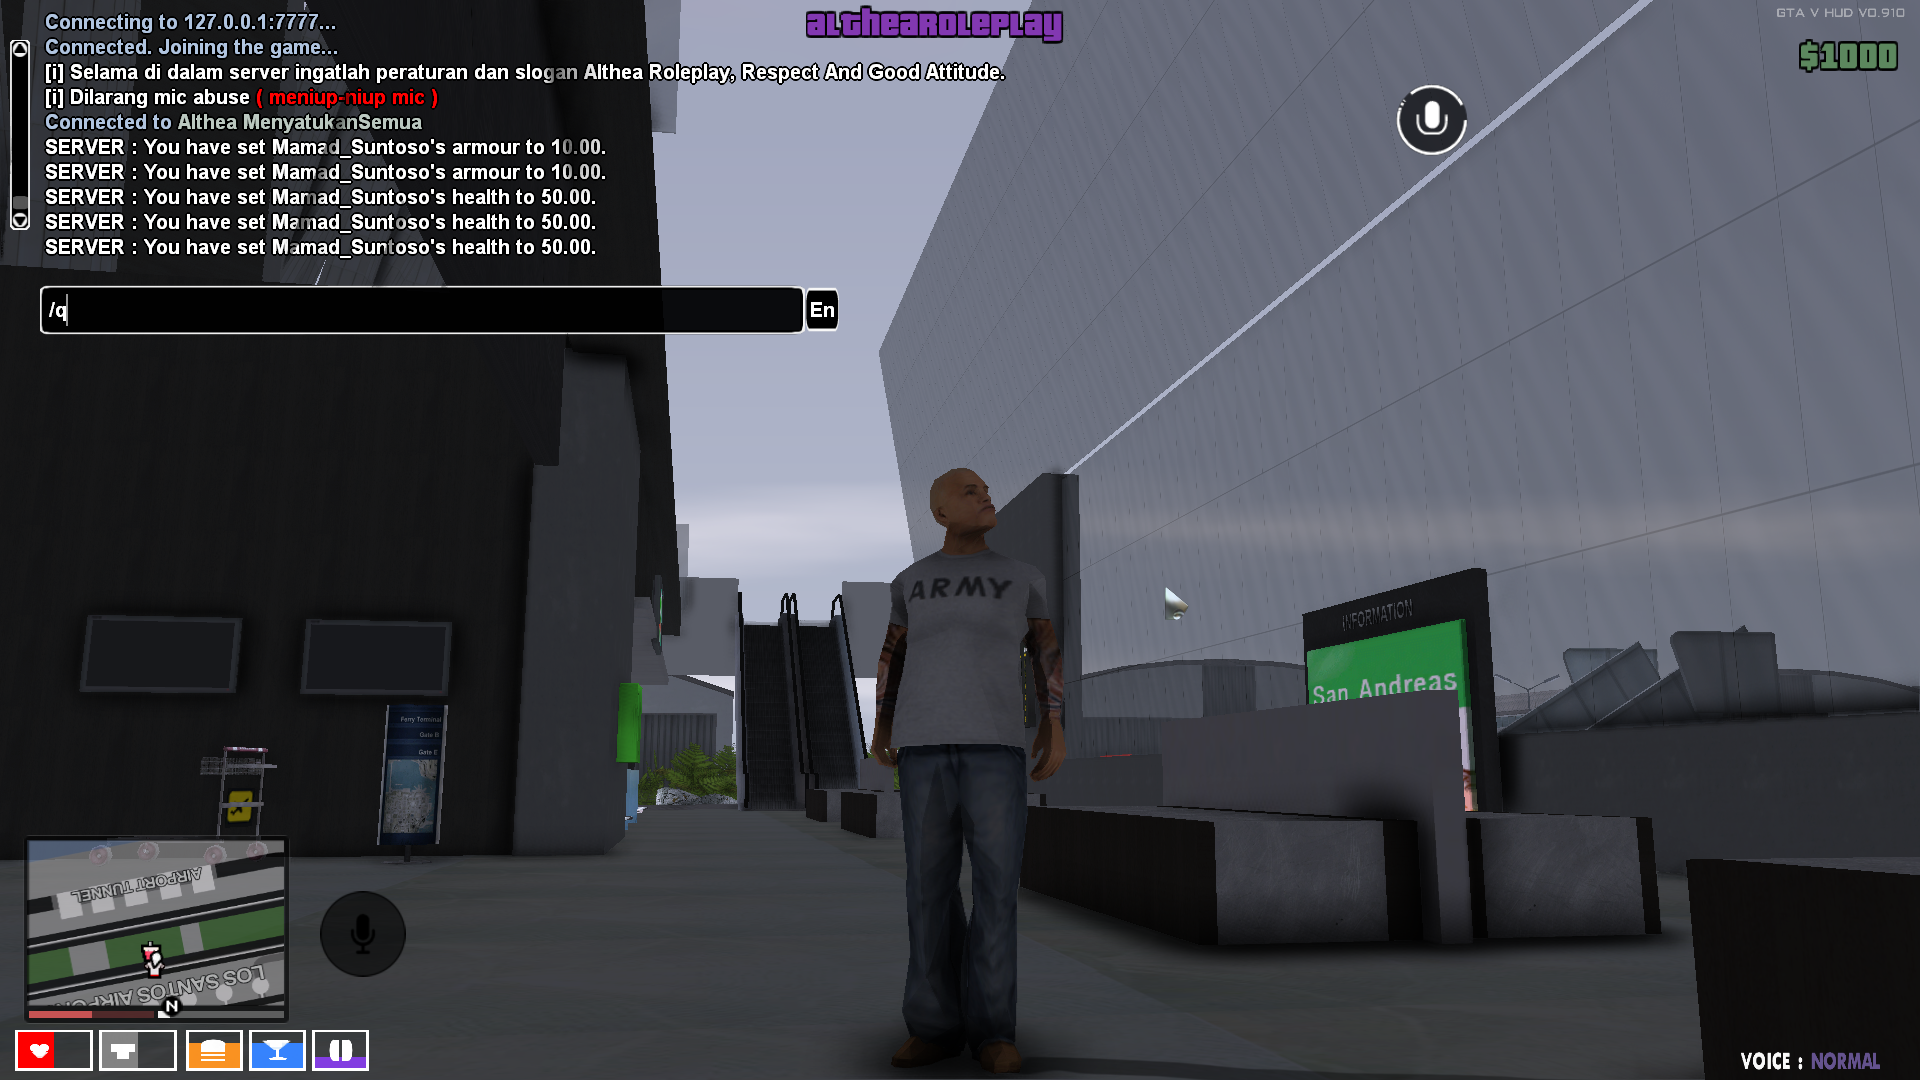 Connecting to 127.0.0.1:7777...
Connected. Joining the game...
[i] Selama di dalam server ingatlah peraturan dan slogan Althea Roleplay, Respect And Good Attitude.
[i] Dilarang mic abuse ( meniup-niup mic )
Connected to Althea MenyatukanSemua
SERVER : You have set Mamad_Suntoso's armour to 10.00.
SERVER : You have set Mamad_Suntoso's armour to 10.00.
SERVER : You have set Mamad_Suntoso's health to 50.00.
SERVER : You have set Mamad_Suntoso's health to 50.00.
SERVER : You have set Mamad_Suntoso's health to 50.00.
/q
En
althearoleplay
GTA V HUD V0.910
$1000
ARMY
INFORMATION
San Andreas
Ferry Terminal
Gate B
Gate E
AIRPORT TUNNEL
LOS SANTOS AIRPOR
N
VOICE : NORMAL